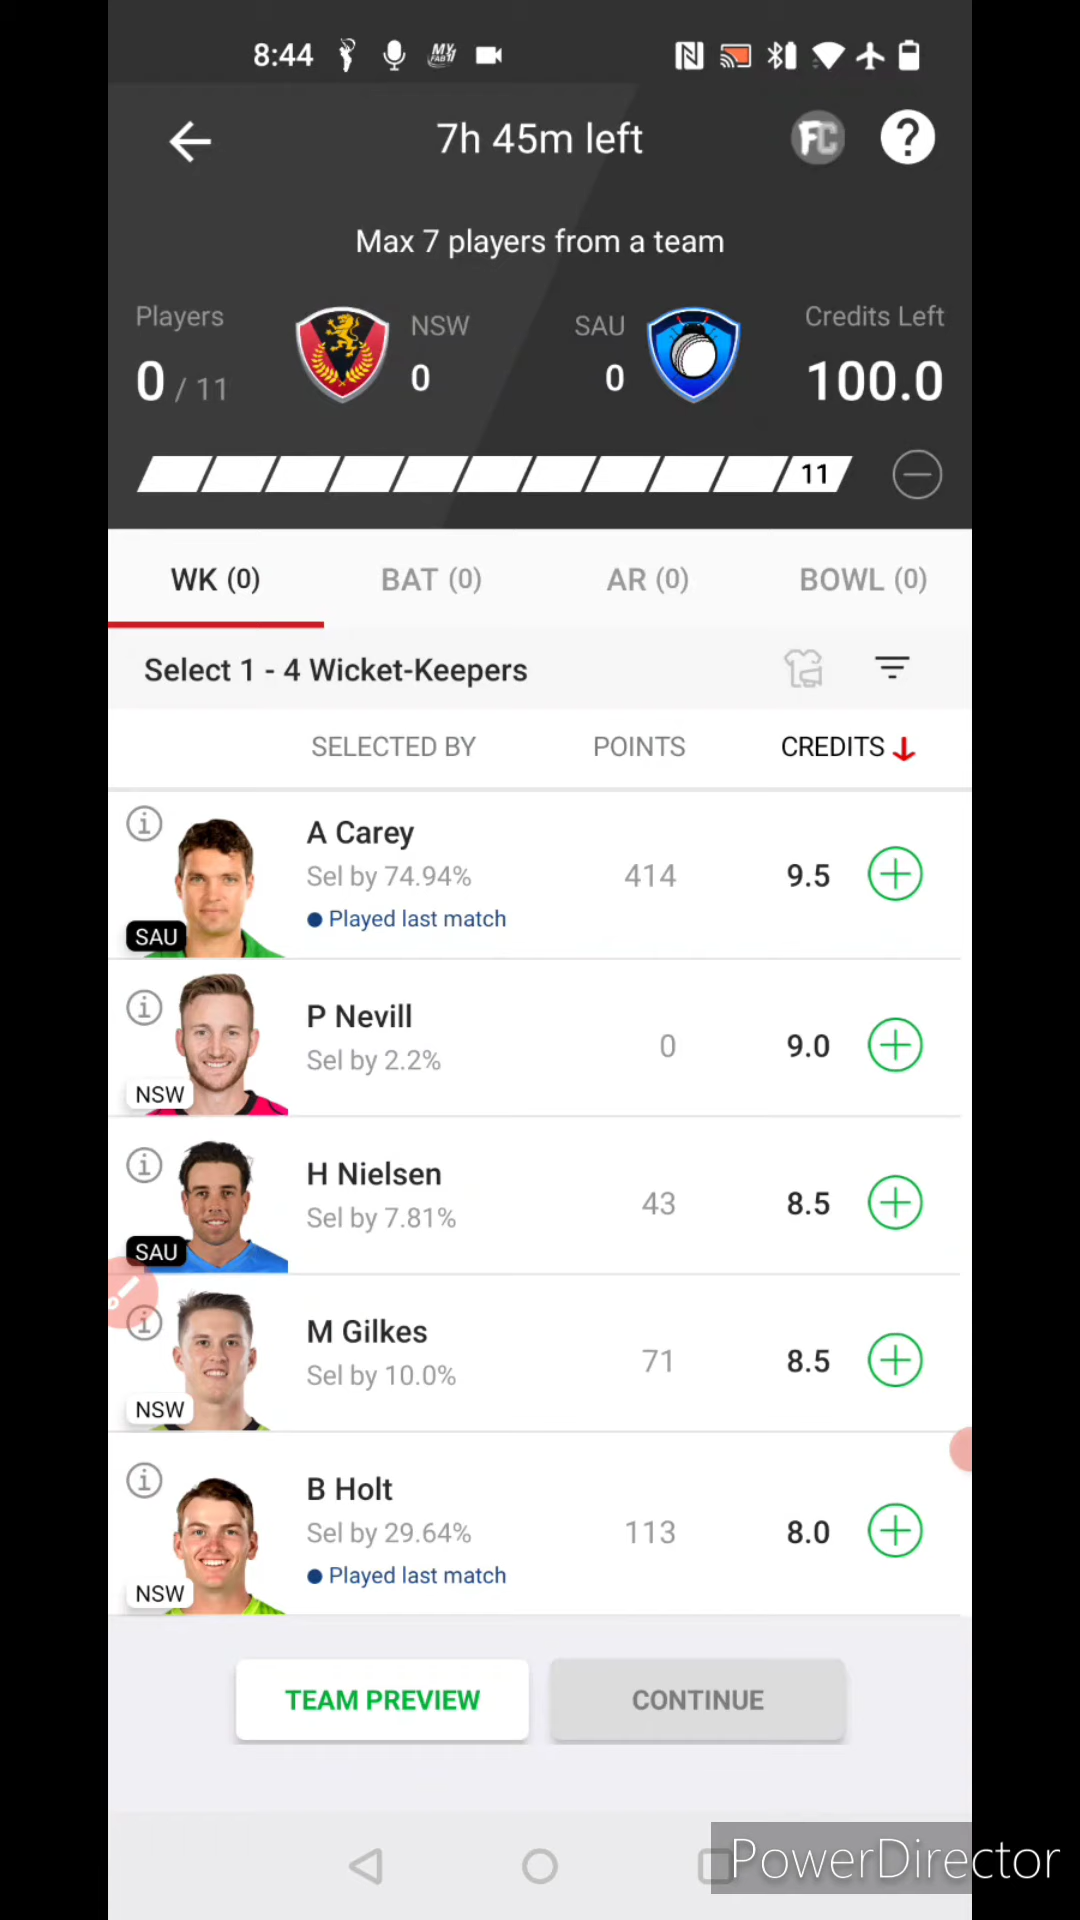 8:44
7h 45m left
FC ?
Max 7 players from a team
Players NSW SAU Credits Left
0 / 11 0 0 100.0
11
WK (0) BAT (0) AR (0) BOWL (0)
Select 1 - 4 Wicket-Keepers
SELECTED BY POINTS CREDITS
A Carey
Sel by 74.94% 414 9.5
Played last match
SAU
P Nevill
Sel by 2.2% 0 9.0
NSW
H Nielsen
Sel by 7.81% 43 8.5
SAU
M Gilkes
Sel by 10.0% 71 8.5
NSW
B Holt
Sel by 29.64% 113 8.0
Played last match
NSW
TEAM PREVIEW CONTINUE
PowerDirector